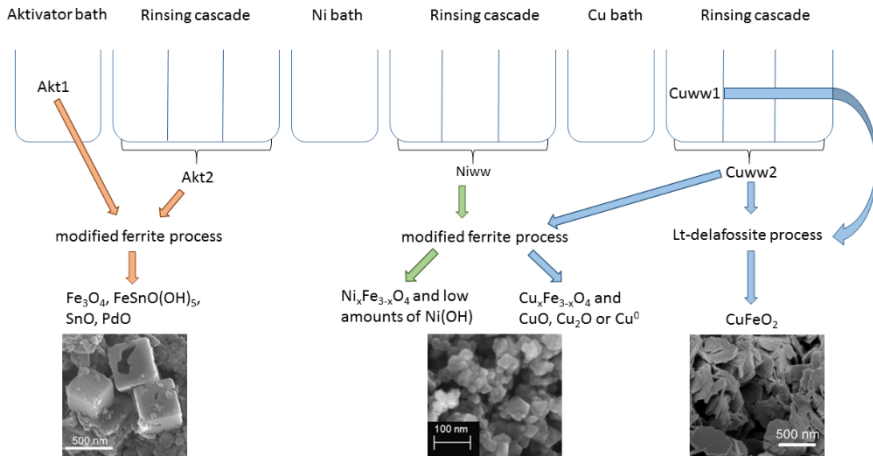 Aktivator bath Rinsing cascade Ni bath Rinsing cascade Cu bath Rinsing cascade
Akt1 Cuww1
Akt2 Niww Cuww2
modified ferrite process modified ferrite process Lt-delafossite process
Fe₃O₄, FeSnO(OH)₅,
SnO, PdO
NiₓFe₃₋ₓO₄ and low
amounts of Ni(OH)
CuₓFe₃₋ₓO₄ and
CuO, Cu₂O or Cu⁰
CuFeO₂
500 nm 100 nm 500 nm